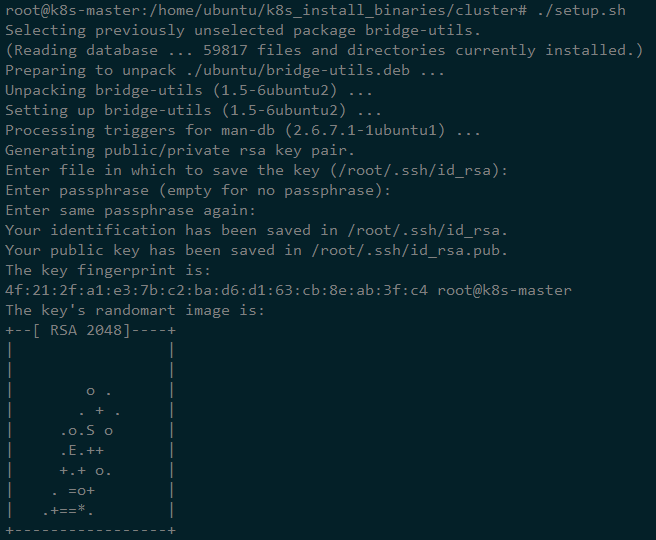 root@k8s-master:/home/ubuntu/k8s_install_binaries/cluster# ./setup.sh
Selecting previously unselected package bridge-utils.
(Reading database ... 59817 files and directories currently installed.)
Preparing to unpack ./ubuntu/bridge-utils.deb ...
Unpacking bridge-utils (1.5-6ubuntu2) ...
Setting up bridge-utils (1.5-6ubuntu2) ...
Processing triggers for man-db (2.6.7.1-1ubuntu1) ...
Generating public/private rsa key pair.
Enter file in which to save the key (/root/.ssh/id_rsa):
Enter passphrase (empty for no passphrase):
Enter same passphrase again:
Your identification has been saved in /root/.ssh/id_rsa.
Your public key has been saved in /root/.ssh/id_rsa.pub.
The key fingerprint is:
4f:21:2f:a1:e3:7b:c2:ba:d6:d1:63:cb:8e:ab:3f:c4 root@k8s-master
The key's randomart image is:
+--[ RSA 2048]----+
|                 |
|                 |
|        o .      |
|       . + .     |
|     .o.S o      |
|     .E.++       |
|     +.+ o.      |
|    . =o+        |
|   .+==*.        |
+-----------------+